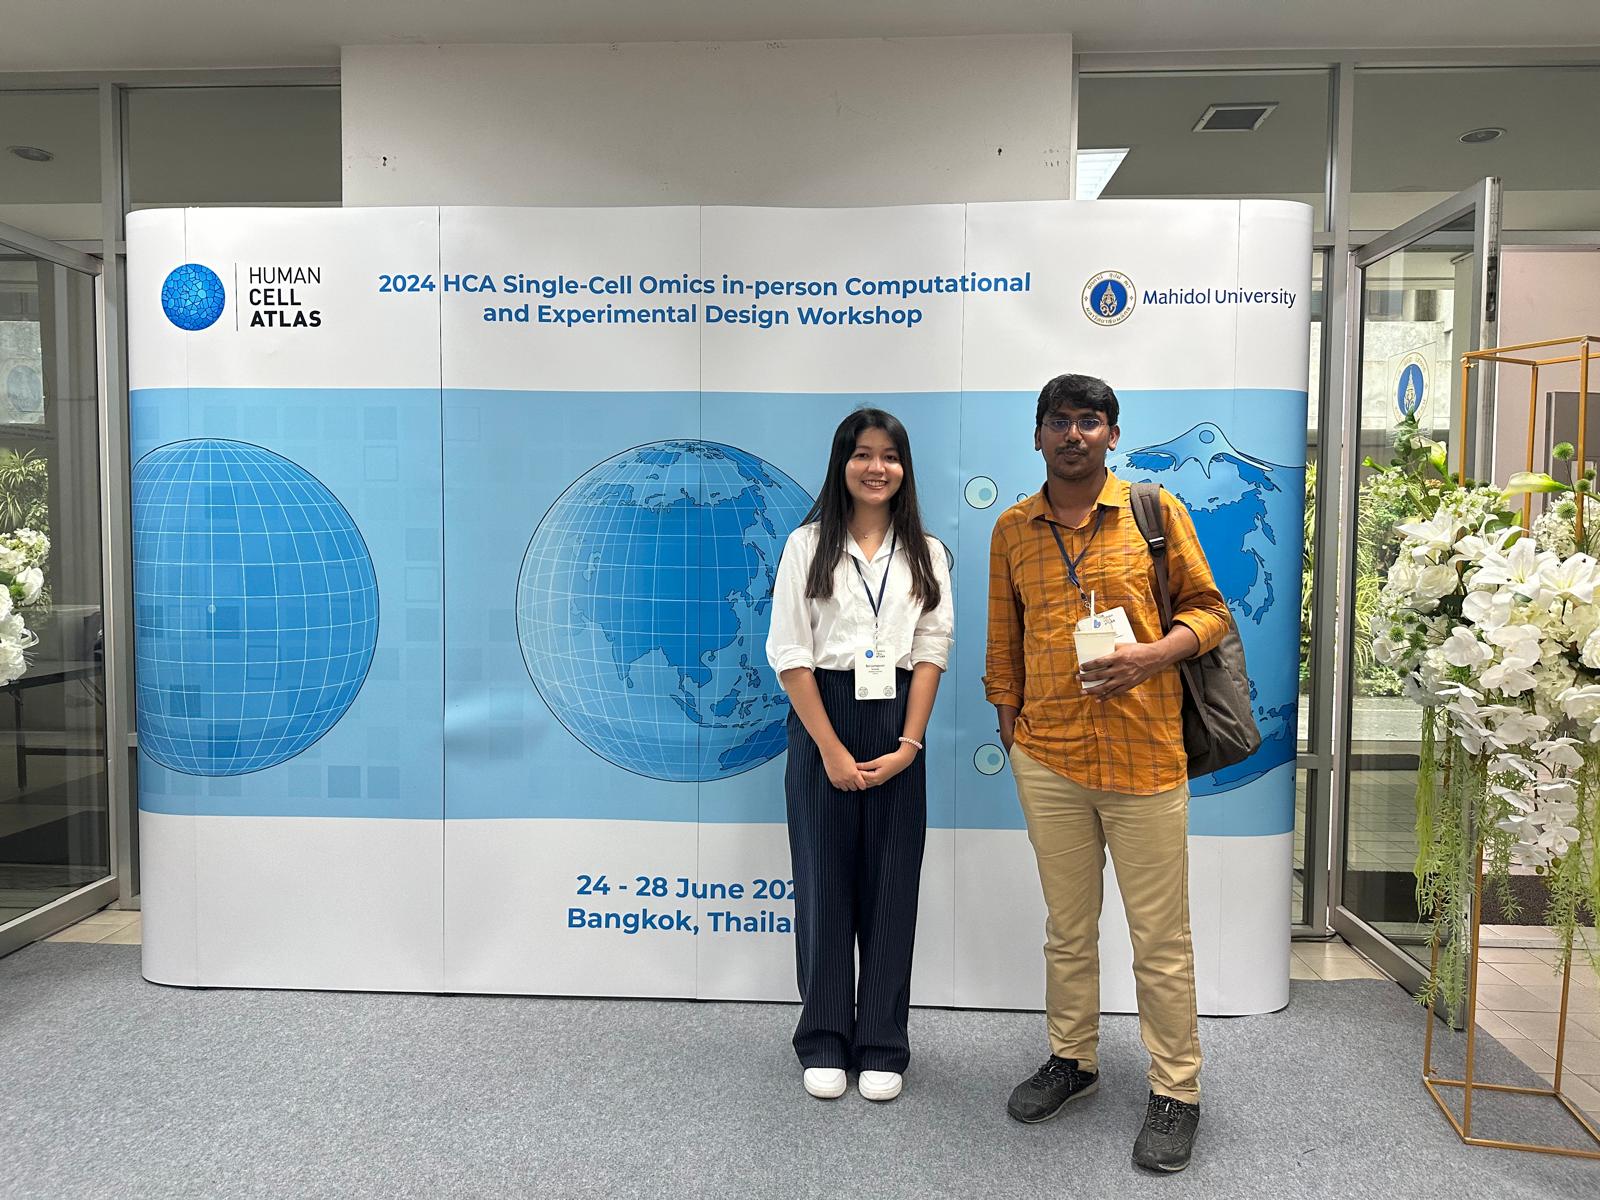 HUMAN
CELL
ATLAS
2024 HCA Single-Cell Omics in-person Computational
and Experimental Design Workshop
Mahidol University
24 - 28 June 202
Bangkok, Thaila